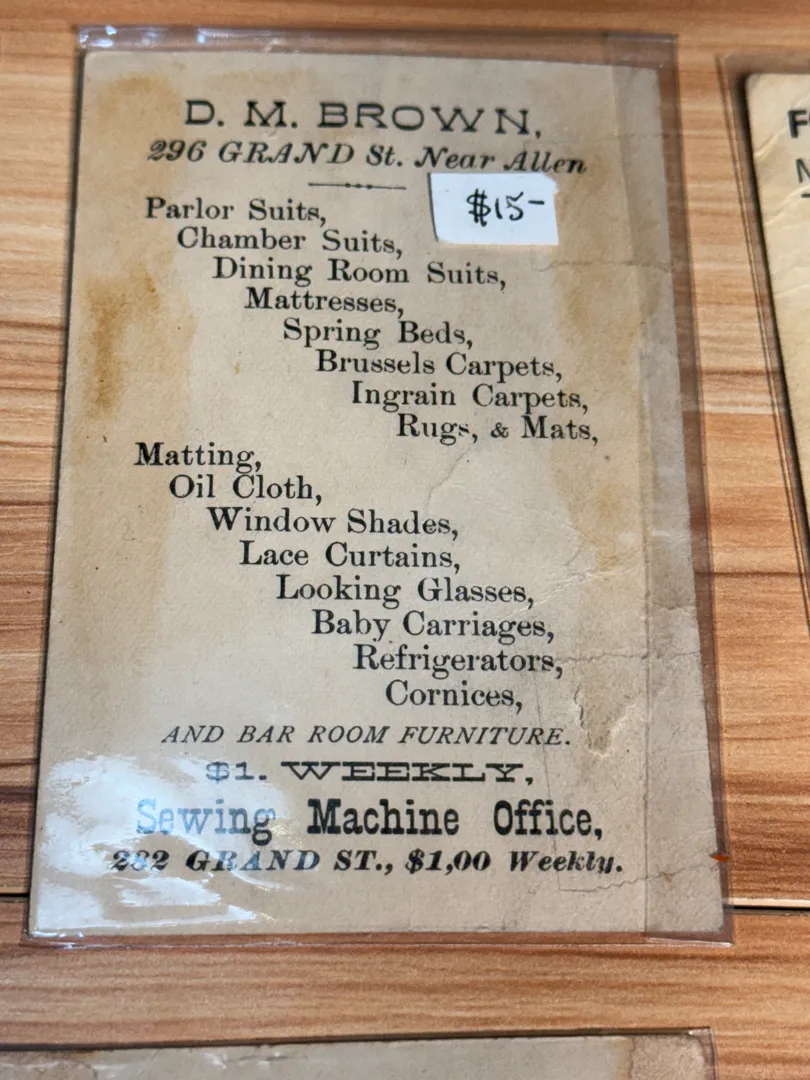 D. M. BROWN,
296 GRAND St. Near Allen
$15-
Parlor Suits,
Chamber Suits,
Dining Room Suits,
Mattresses,
Spring Beds,
Brussels Carpets,
Ingrain Carpets,
Rugs, & Mats,
Matting,
Oil Cloth,
Window Shades,
Lace Curtains,
Looking Glasses,
Baby Carriages,
Refrigerators,
Cornices,
AND BAR ROOM FURNITURE.
$1. WEEKLY,
Sewing Machine Office,
282 GRAND ST., $1,00 Weekly.